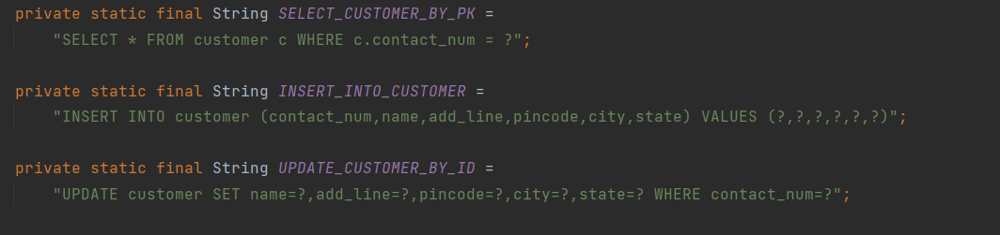 private static final String SELECT_CUSTOMER_BY_PK =
"SELECT * FROM customer c WHERE c.contact_num = ?";
private static final String INSERT_INTO_CUSTOMER =
"INSERT INTO customer (contact_num,name,add_line,pincode,city,state) VALUES (?,?,?,?,?,?)";
private static final String UPDATE_CUSTOMER_BY_ID =
"UPDATE customer SET name=?,add_line=?,pincode=?,city=?,state=? WHERE contact_num=?";